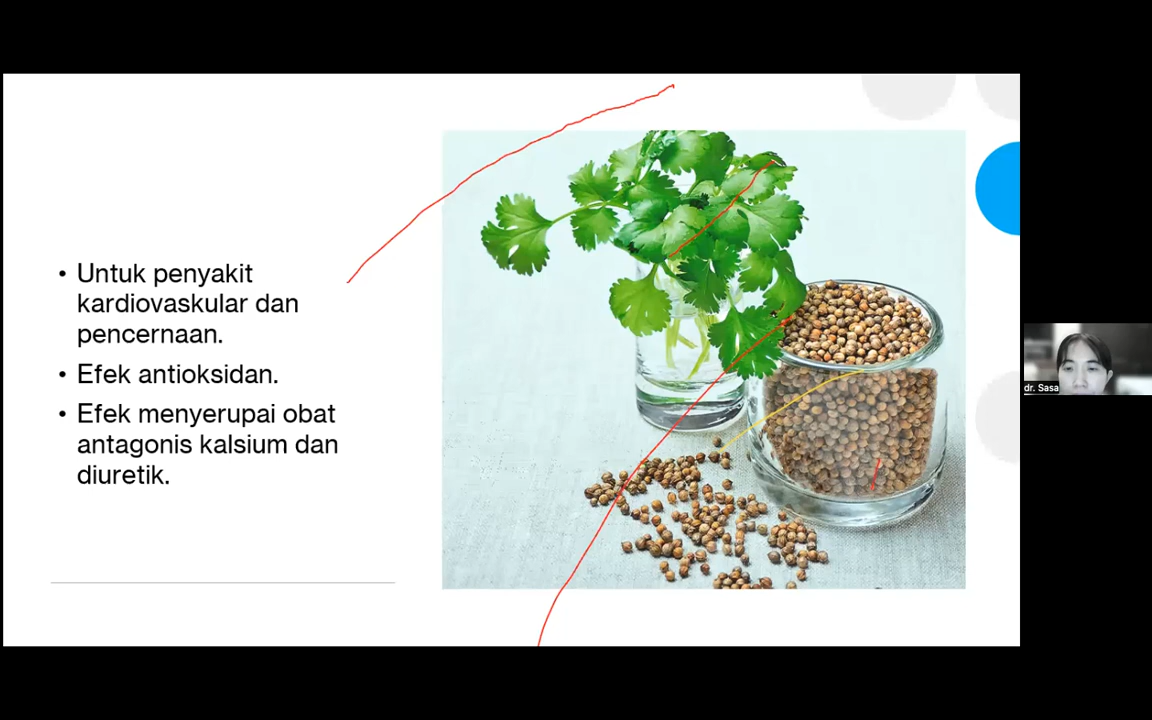 • Untuk penyakit
kardiovaskular dan
pencernaan.
• Efek antioksidan.
• Efek menyerupai obat
antagonis kalsium dan
diuretik.
dr. Sasa